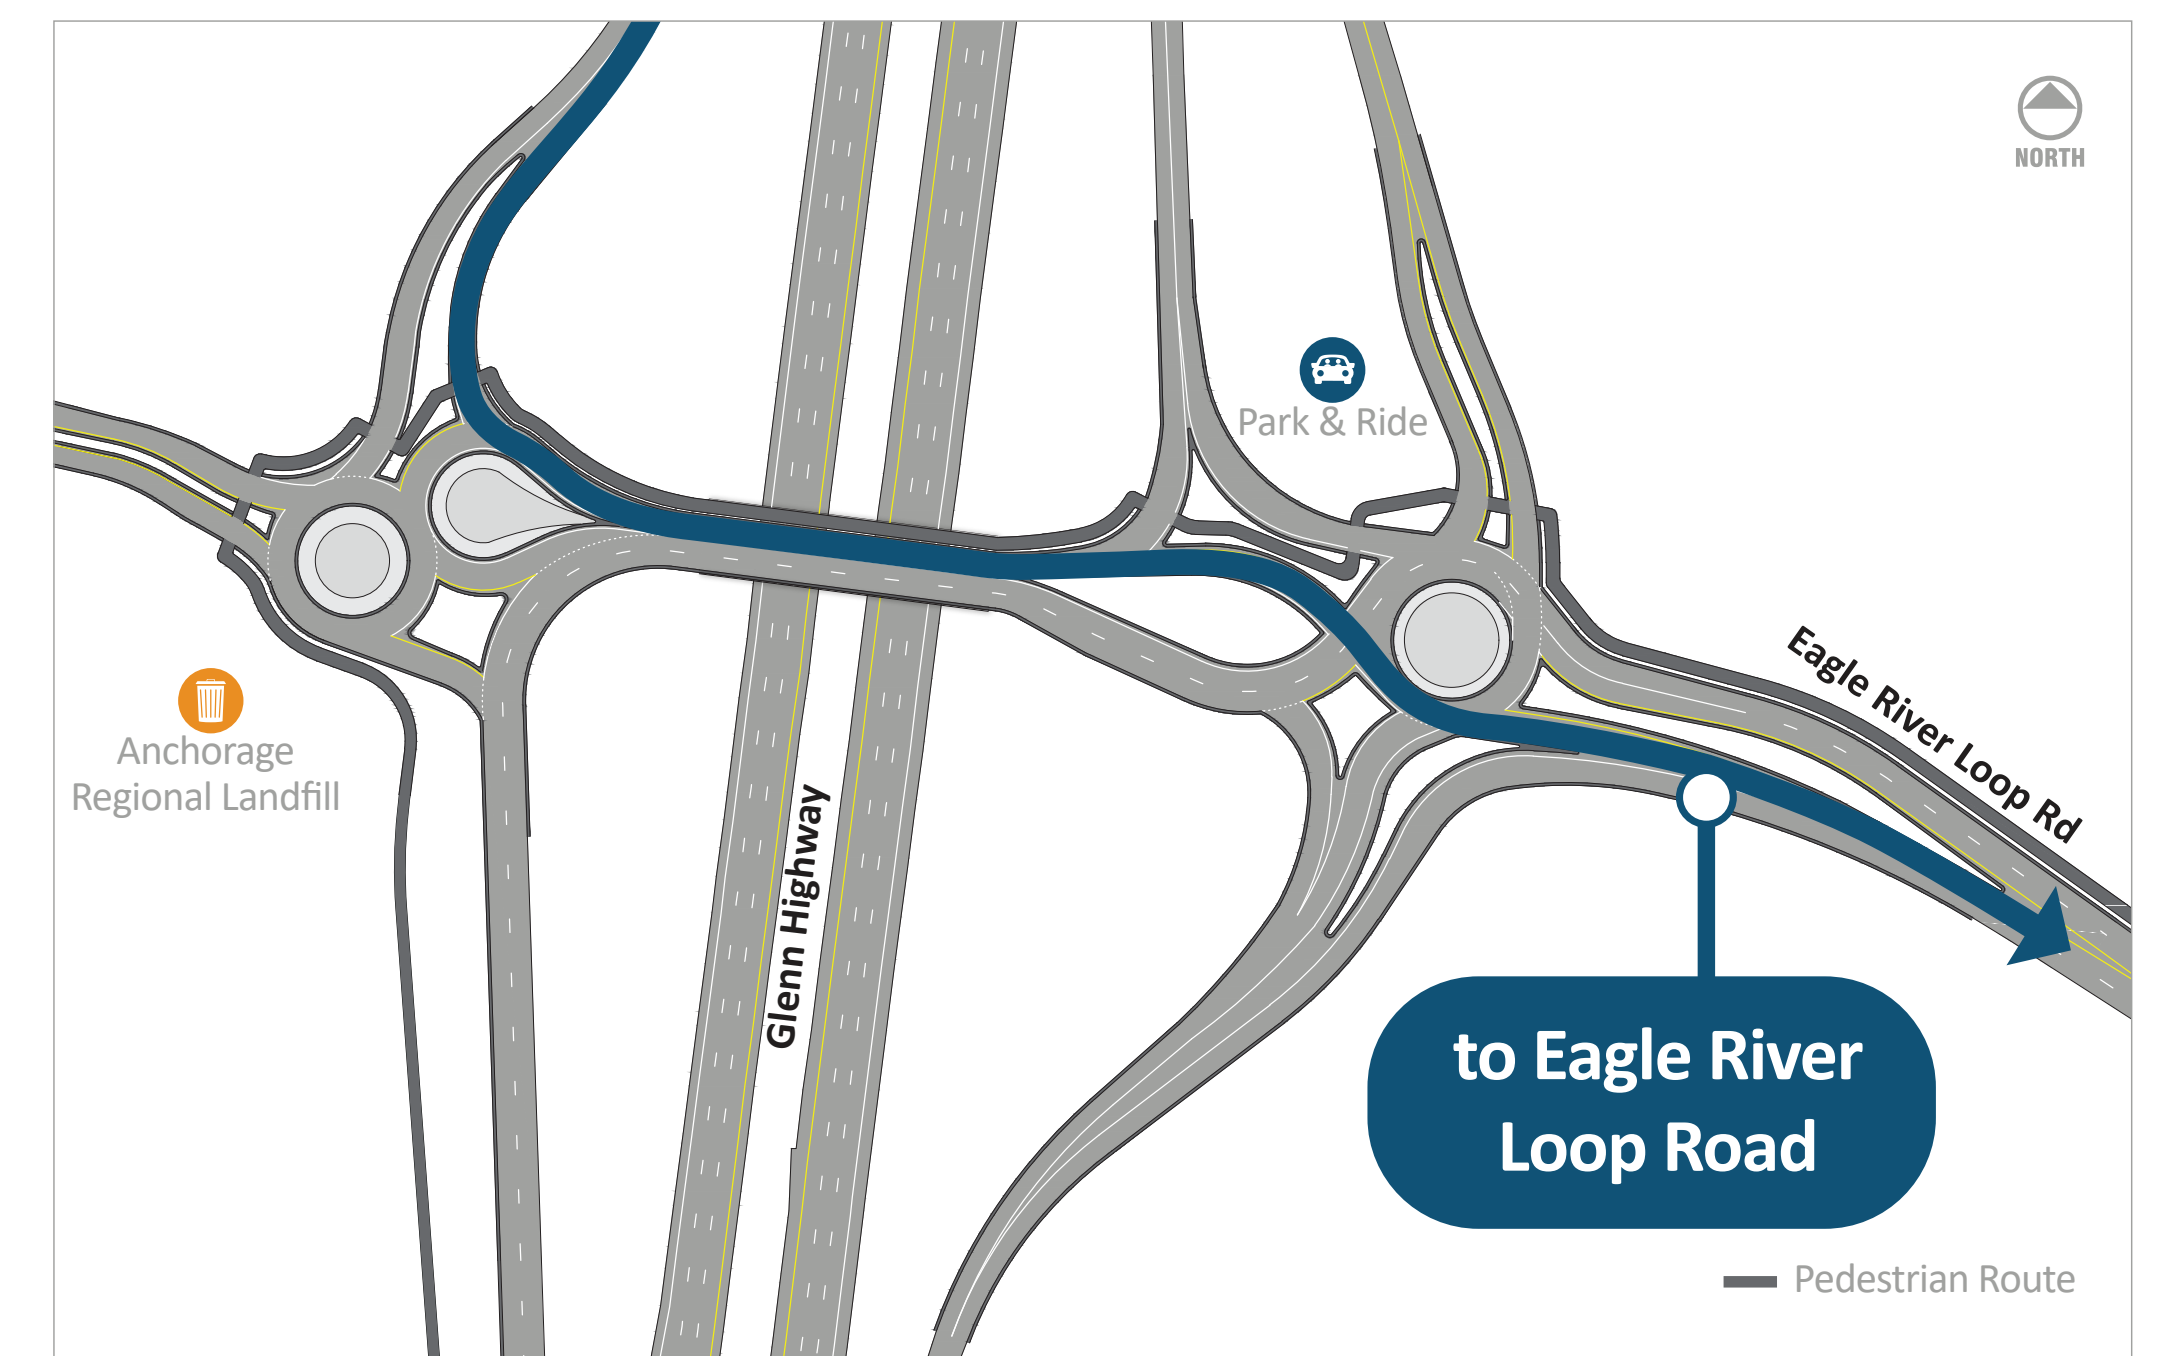 NORTH
Park & Ride
Eagle River Loop Rd
Anchorage
Regional Landfill
Glenn Highway
to Eagle River
Loop Road
Pedestrian Route